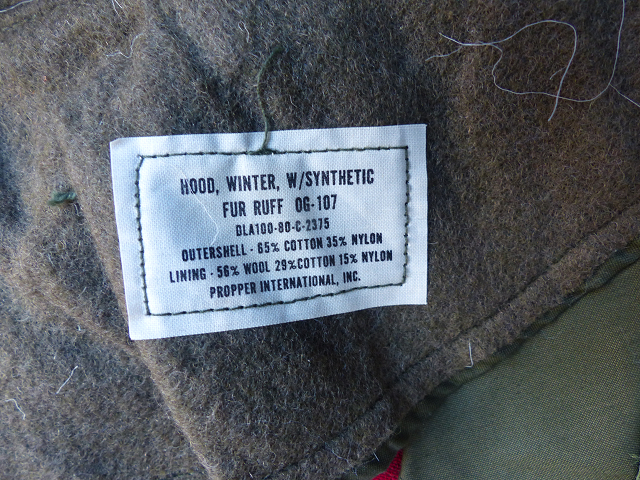 HOOD, WINTER, W/SYNTHETIC
FUR RUFF OG-107
DLA100-80-C-2375
OUTERSHELL - 65% COTTON 35% NYLON
LINING - 56% WOOL 29%COTTON 15% NYLON
PROPPER INTERNATIONAL, INC.